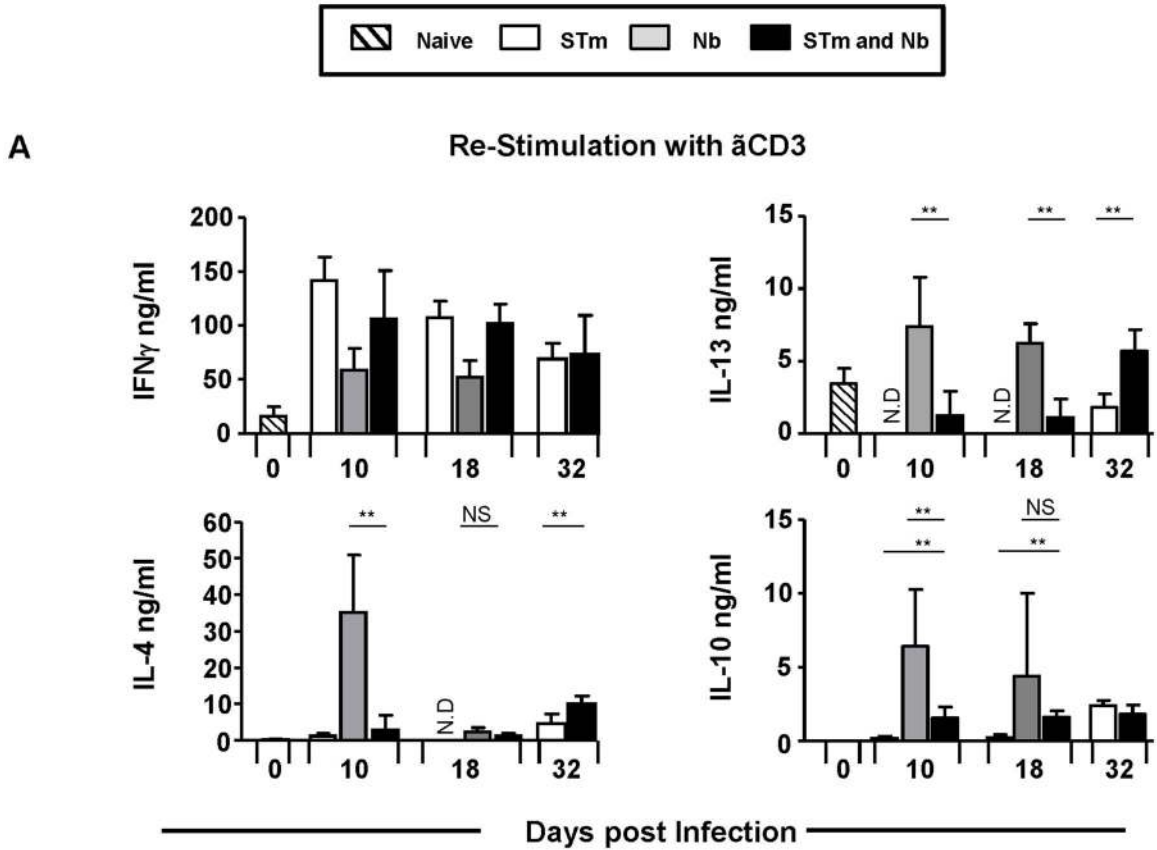 Naive STm Nb STm and Nb
A
Re-Stimulation with ãCD3
IFNγ ng/ml
200
150
100
50
0
0 10 18 32
IL-13 ng/ml
15
10
5
0
** ** **
N.D N.D
0 10 18 32
IL-4 ng/ml
60
50
40
30
20
10
0
** NS **
N.D
0 10 18 32
IL-10 ng/ml
15
10
5
0
** NS
** **
0 10 18 32
Days post Infection